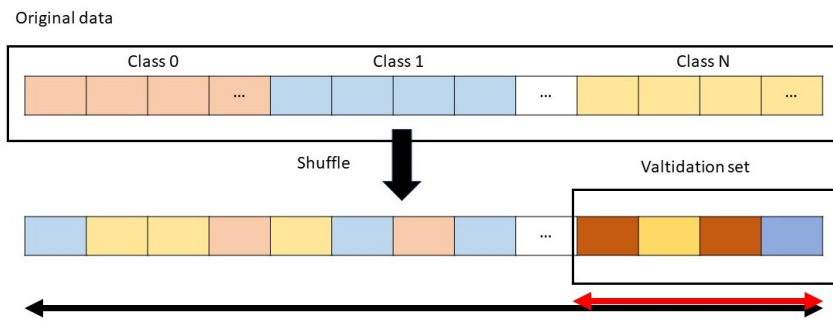 Original data
Class 0 Class 1 Class N
... ... ...
Shuffle
Valtidation set
...